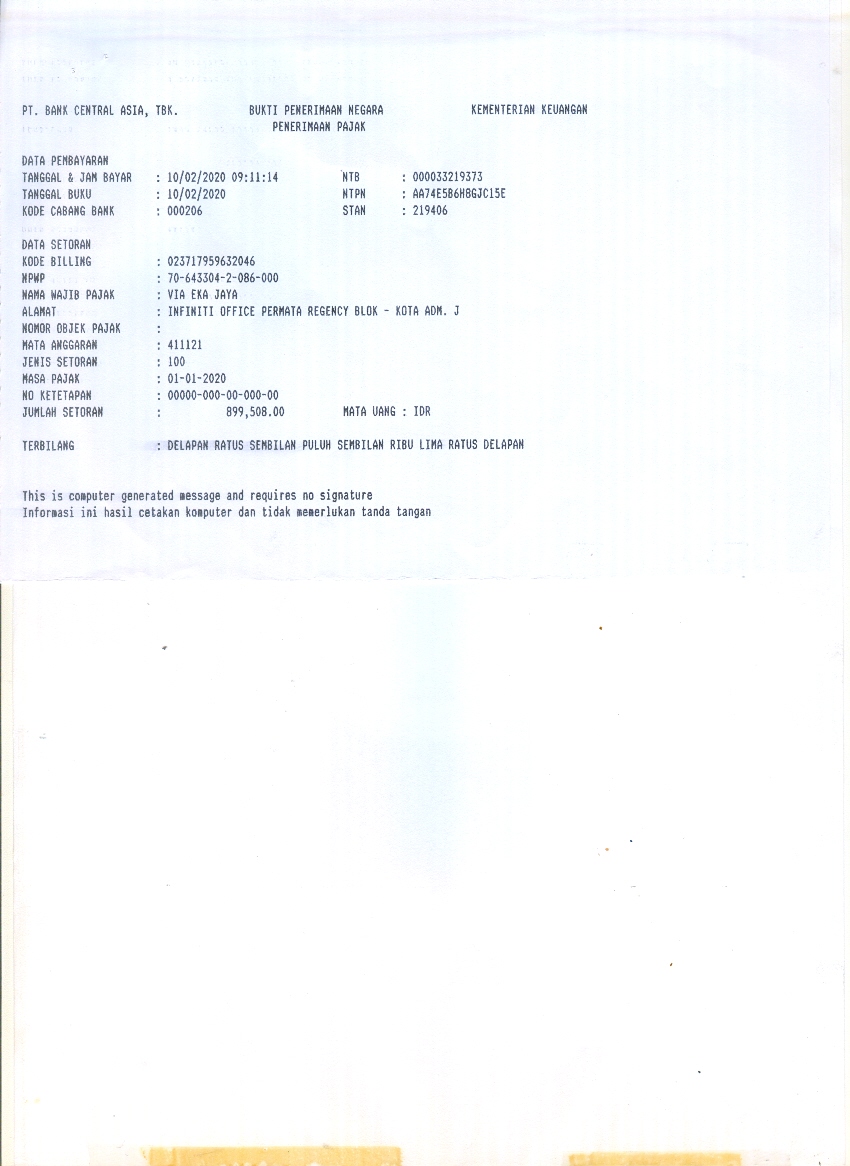 PT. BANK CENTRAL ASIA, TBK. BUKTI PENERIMAAN NEGARA KEMENTERIAN KEUANGAN
PENERIMAAN PAJAK
DATA PEMBAYARAN
TANGGAL & JAM BAYAR : 10/02/2020 09:11:14 NTB : 000033219373
TANGGAL BUKU : 10/02/2020 NTPN : AA74E5B6H8GJC15E
KODE CABANG BANK : 000206 STAN : 219406
DATA SETORAN
KODE BILLING : 023717959632046
NPWP : 70-643304-2-086-000
NAMA WAJIB PAJAK : VIA EKA JAYA
ALAMAT : INFINITI OFFICE PERMATA REGENCY BLOK - KOTA ADM. J
NOMOR OBJEK PAJAK :
MATA ANGGARAN : 411121
JENIS SETORAN : 100
MASA PAJAK : 01-01-2020
NO KETETAPAN : 00000-000-00-000-00
JUMLAH SETORAN : 899,508.00 MATA UANG : IDR
TERBILANG : DELAPAN RATUS SEMBILAN PULUH SEMBILAN RIBU LIMA RATUS DELAPAN
This is computer generated message and requires no signature
Informasi ini hasil cetakan komputer dan tidak memerlukan tanda tangan